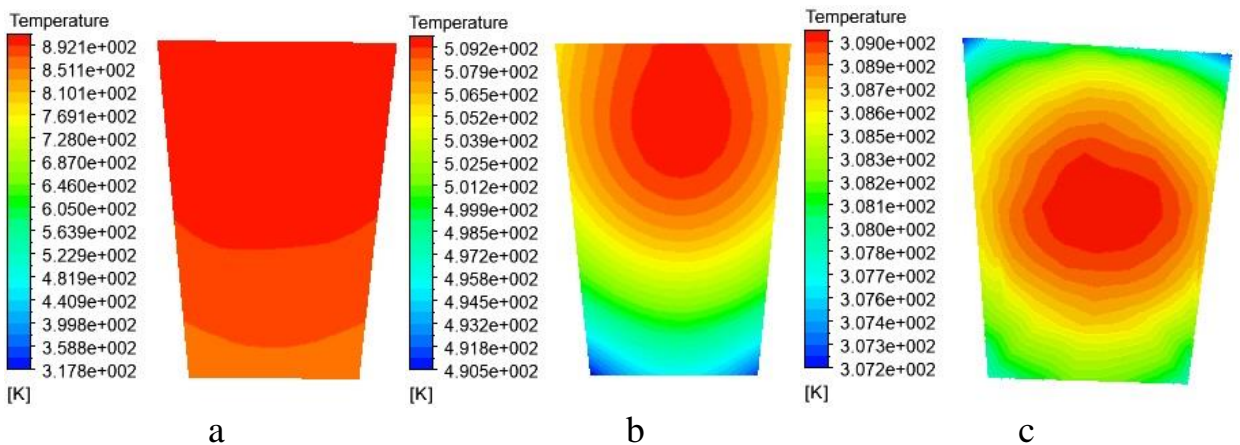 Temperature
8.921e+002
8.511e+002
8.101e+002
7.691e+002
7.280e+002
6.870e+002
6.460e+002
6.050e+002
5.639e+002
5.229e+002
4.819e+002
4.409e+002
3.998e+002
3.588e+002
3.178e+002
[K]
a
Temperature
5.092e+002
5.079e+002
5.065e+002
5.052e+002
5.039e+002
5.025e+002
5.012e+002
4.999e+002
4.985e+002
4.972e+002
4.958e+002
4.945e+002
4.932e+002
4.918e+002
4.905e+002
[K]
b
Temperature
3.090e+002
3.089e+002
3.087e+002
3.086e+002
3.085e+002
3.083e+002
3.082e+002
3.081e+002
3.080e+002
3.078e+002
3.077e+002
3.076e+002
3.074e+002
3.073e+002
3.072e+002
[K]
c